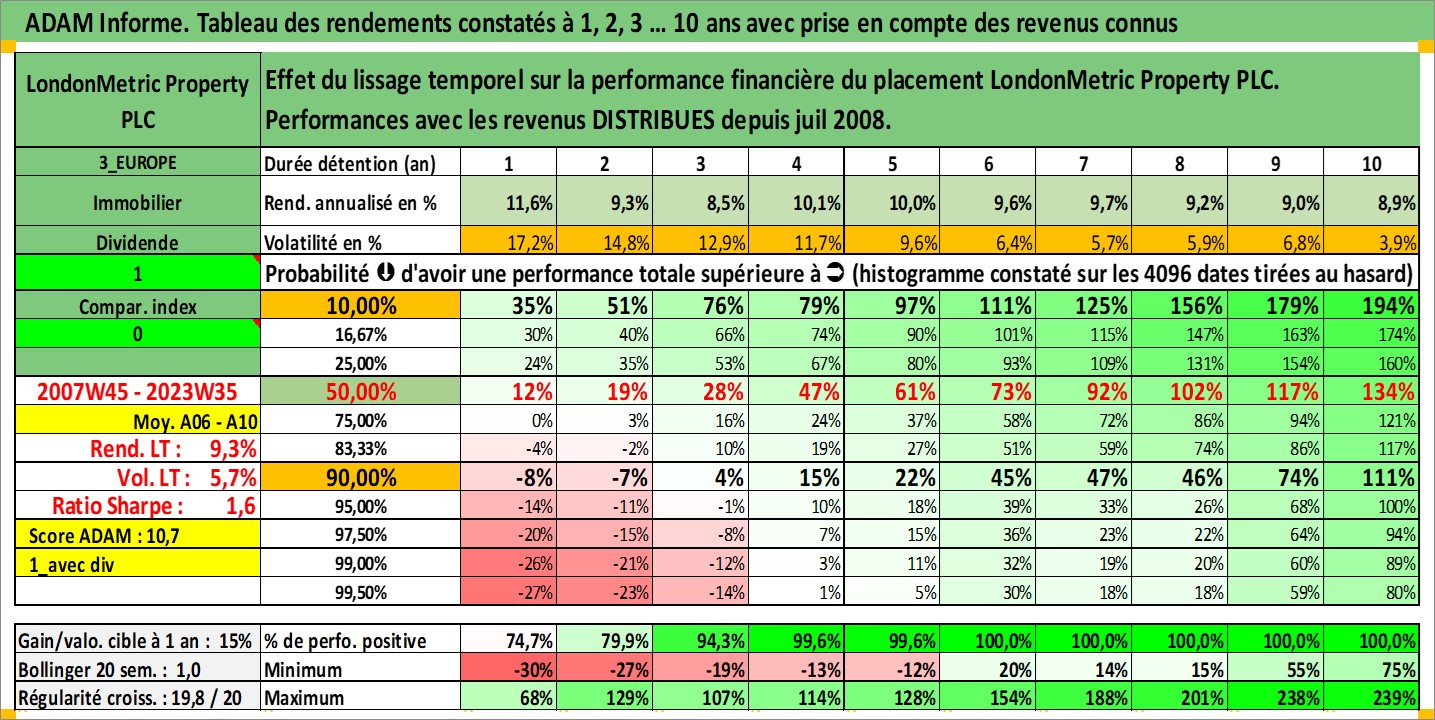 ADAM Informe. Tableau des rendements constatés à 1, 2, 3 ... 10 ans avec prise en compte des revenus connus
LondonMetric Property PLC
Effet du lissage temporel sur la performance financière du placement LondonMetric Property PLC.
Performances avec les revenus DISTRIBUES depuis juil 2008.
3_EUROPE Durée détention (an) 1 2 3 4 5 6 7 8 9 10
Immobilier Rend. annualisé en % 11,6% 9,3% 8,5% 10,1% 10,0% 9,6% 9,7% 9,2% 9,0% 8,9%
Dividende Volatilité en % 17,2% 14,8% 12,9% 11,7% 9,6% 6,4% 5,7% 5,9% 6,8% 3,9%
1 Probabilité ⬇ d'avoir une performance totale supérieure à ➲ (histogramme constaté sur les 4096 dates tirées au hasard)
Compar. index 10,00% 35% 51% 76% 79% 97% 111% 125% 156% 179% 194%
0 16,67% 30% 40% 66% 74% 90% 101% 115% 147% 163% 174%
25,00% 24% 35% 53% 67% 80% 93% 109% 131% 154% 160%
2007W45 - 2023W35 50,00% 12% 19% 28% 47% 61% 73% 92% 102% 117% 134%
Moy. A06 - A10 75,00% 0% 3% 16% 24% 37% 58% 72% 86% 94% 121%
Rend. LT : 9,3% 83,33% -4% -2% 10% 19% 27% 51% 59% 74% 86% 117%
Vol. LT : 5,7% 90,00% -8% -7% 4% 15% 22% 45% 47% 46% 74% 111%
Ratio Sharpe : 1,6 95,00% -14% -11% -1% 10% 18% 39% 33% 26% 68% 100%
Score ADAM : 10,7 97,50% -20% -15% -8% 7% 15% 36% 23% 22% 64% 94%
1_avec div 99,00% -26% -21% -12% 3% 11% 32% 19% 20% 60% 89%
99,50% -27% -23% -14% 1% 5% 30% 18% 18% 59% 80%
Gain/valo. cible à 1 an : 15% % de perfo. positive 74,7% 79,9% 94,3% 99,6% 99,6% 100,0% 100,0% 100,0% 100,0% 100,0%
Bollinger 20 sem. : 1,0 Minimum -30% -27% -19% -13% -12% 20% 14% 15% 55% 75%
Régularité croiss. : 19,8 / 20 Maximum 68% 129% 107% 114% 128% 154% 188% 201% 238% 239%